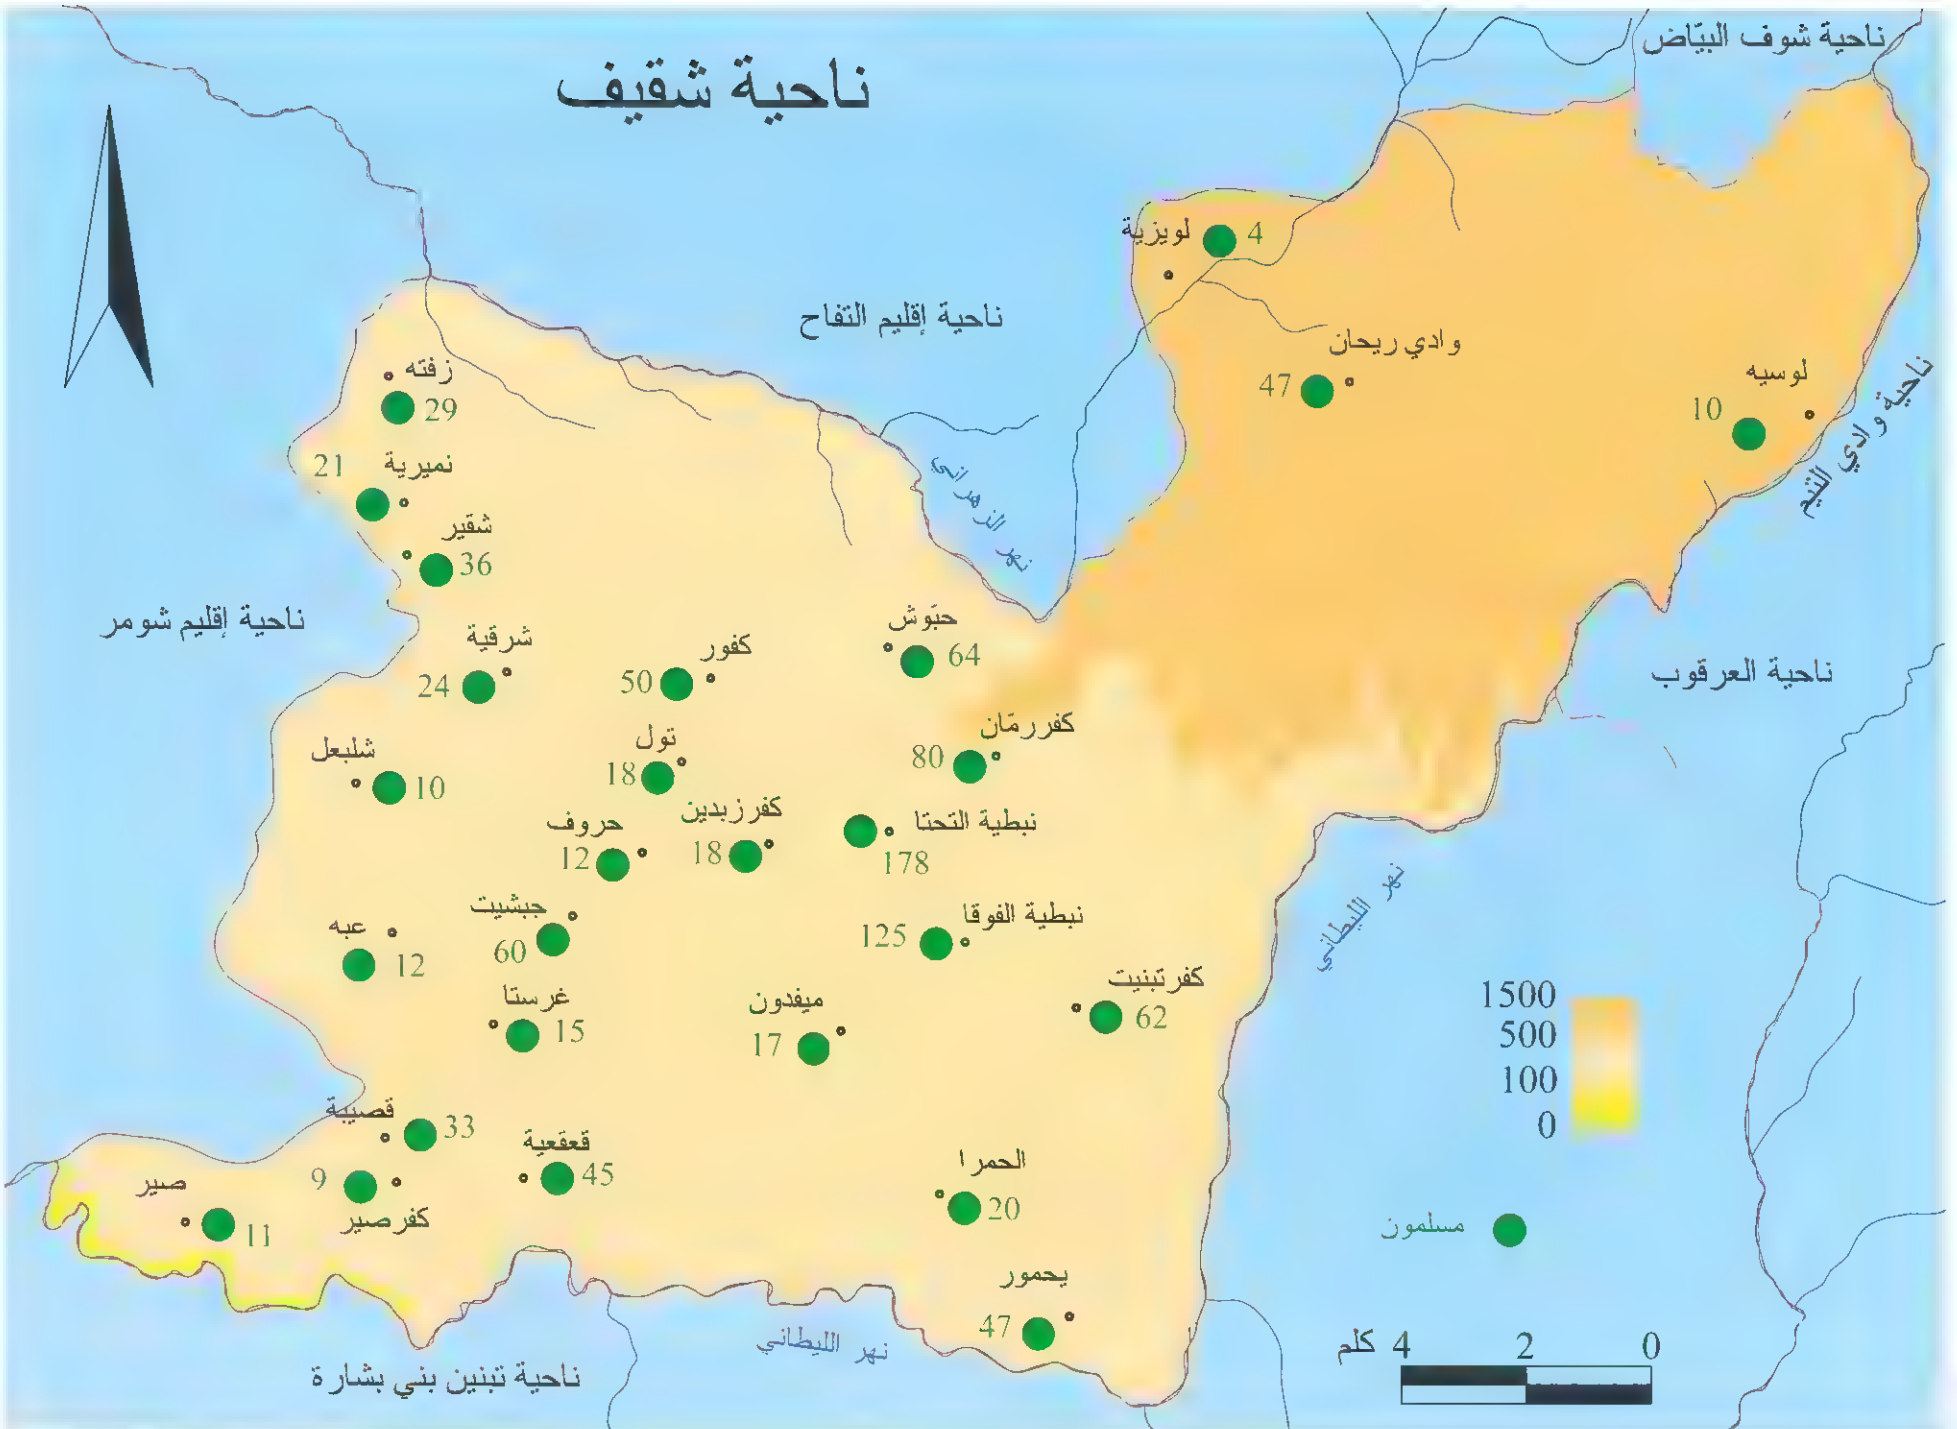 ناحية شقيف
ناحية شوف البيّاض
لويزية
4
ناحية إقليم التفاح
وادي ريحان
47
لوسيه
10
ناحية وادي التيم
زفته
29
نميرية
21
شقير
36
نهر الزهراني
ناحية إقليم شومر
شرقية
24
كفور
50
حبّوش
64
ناحية العرقوب
كفررمّان
80
تول
18
شلبعل
10
كفرزبدين
18
حروف
12
نبطية التحتا
178
نهر الليطاني
جبشيت
60
نبطية الفوقا
125
عبه
12
كفرتبنيت
62
غرستا
15
ميفدون
17
1500
500
100
0
قصيبة
33
قعقعية
45
الحمرا
20
صير
11
9
كفرصير
مسلمون
يحمور
47
نهر الليطاني
ناحية تبنين بني بشارة
0 2 4 كلم